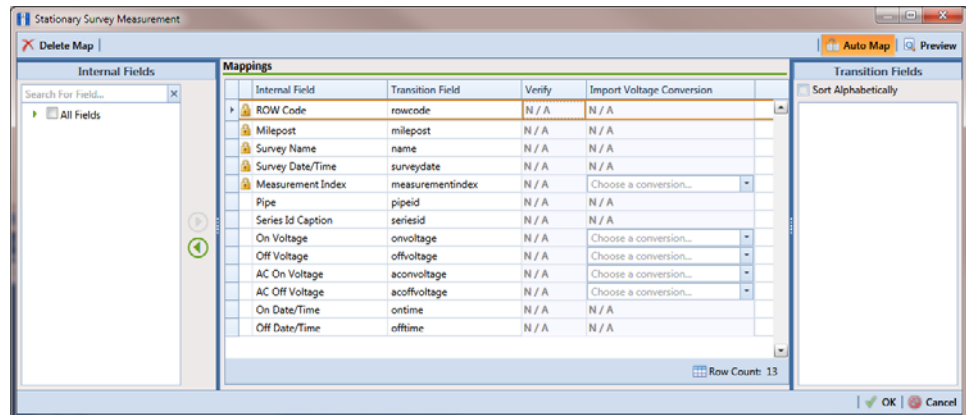 Stationary Survey Measurement
Delete Map
Auto Map
Preview
Internal Fields
Mappings
Transition Fields
Search For Field...
All Fields
Sort Alphabetically
Internal Field Transition Field Verify Import Voltage Conversion
ROW Code rowcode N / A N / A
Milepost milepost N / A N / A
Survey Name name N / A N / A
Survey Date/Time surveydate N / A N / A
Measurement Index measurementindex N / A Choose a conversion...
Pipe pipeid N / A N / A
Series Id Caption seriesid N / A N / A
On Voltage onvoltage N / A Choose a conversion...
Off Voltage offvoltage N / A Choose a conversion...
AC On Voltage aconvoltage N / A Choose a conversion...
AC Off Voltage acoffvoltage N / A Choose a conversion...
On Date/Time ontime N / A N / A
Off Date/Time offtime N / A N / A
Row Count: 13
OK
Cancel